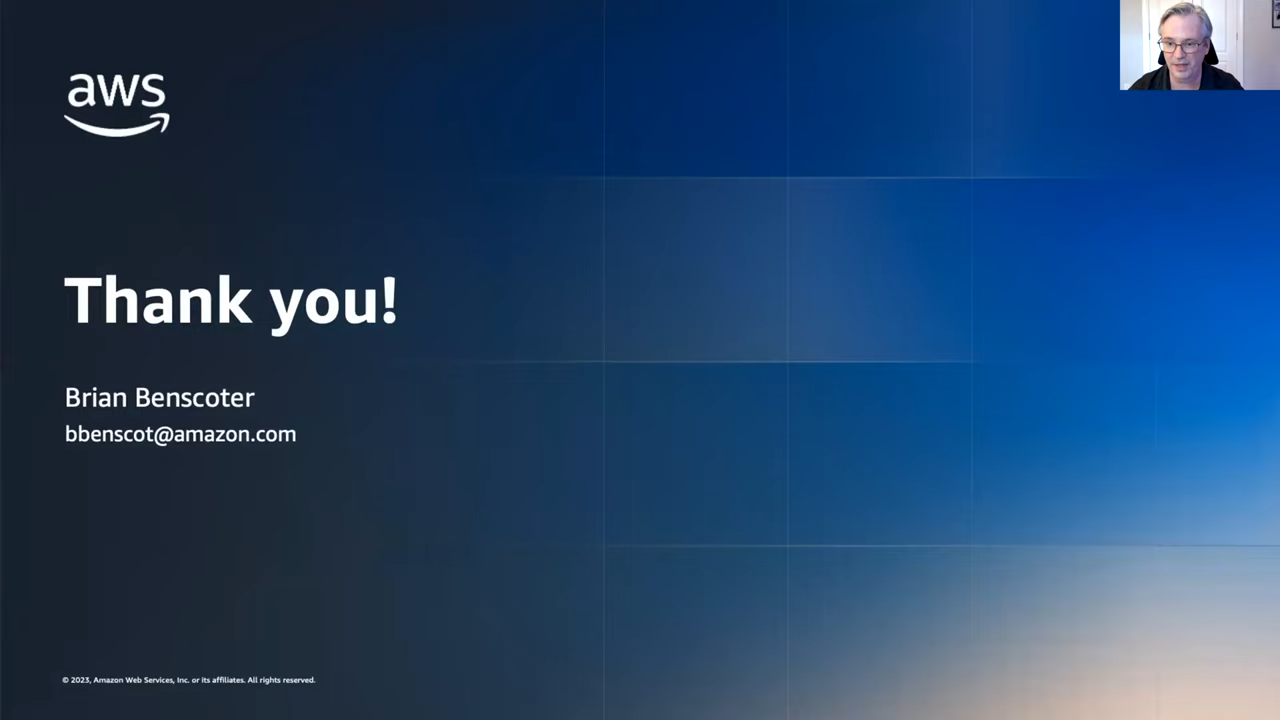 aws
Thank you!
Brian Benscoter
bbenscot@amazon.com
© 2023, Amazon Web Services, Inc. or its affiliates. All rights reserved.